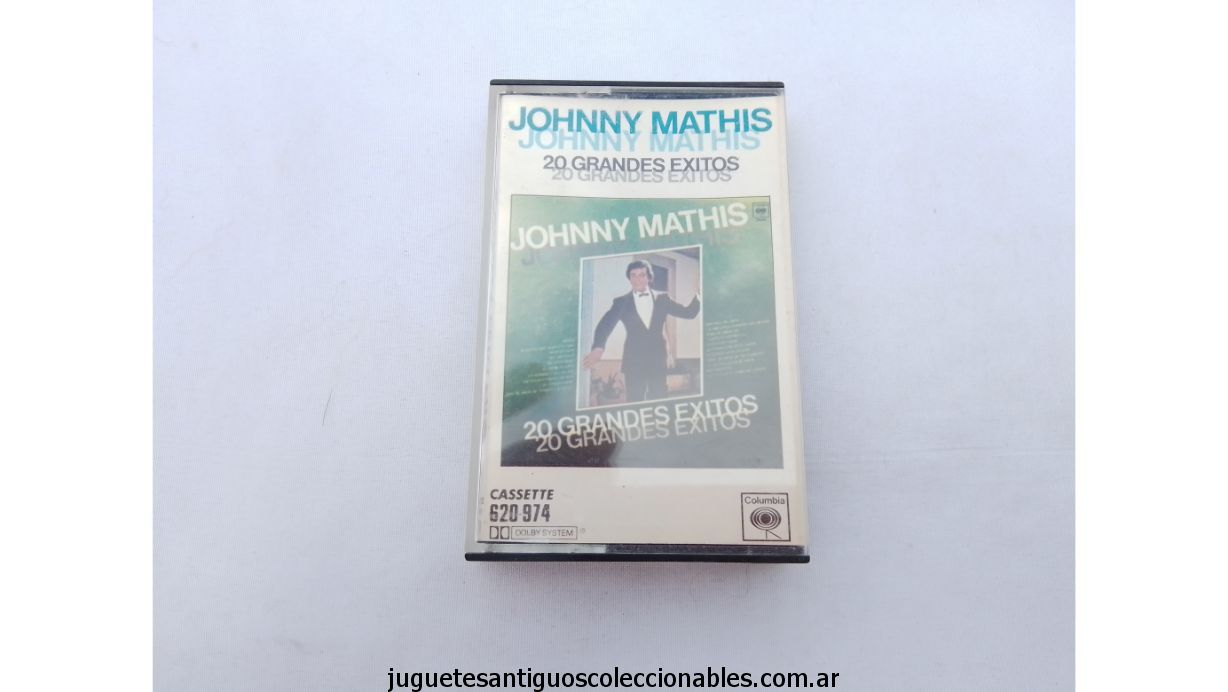 JOHNNY MATHIS
JOHNNY MATHIS
20 GRANDES EXITOS
20 GRANDES EXITOS
JOHNNY MATHIS
20 GRANDES EXITOS
20 GRANDES EXITOS
CASSETTE
620-974
DOLBY SYSTEM
Columbia
juguetesantiguoscoleccionables.com.ar